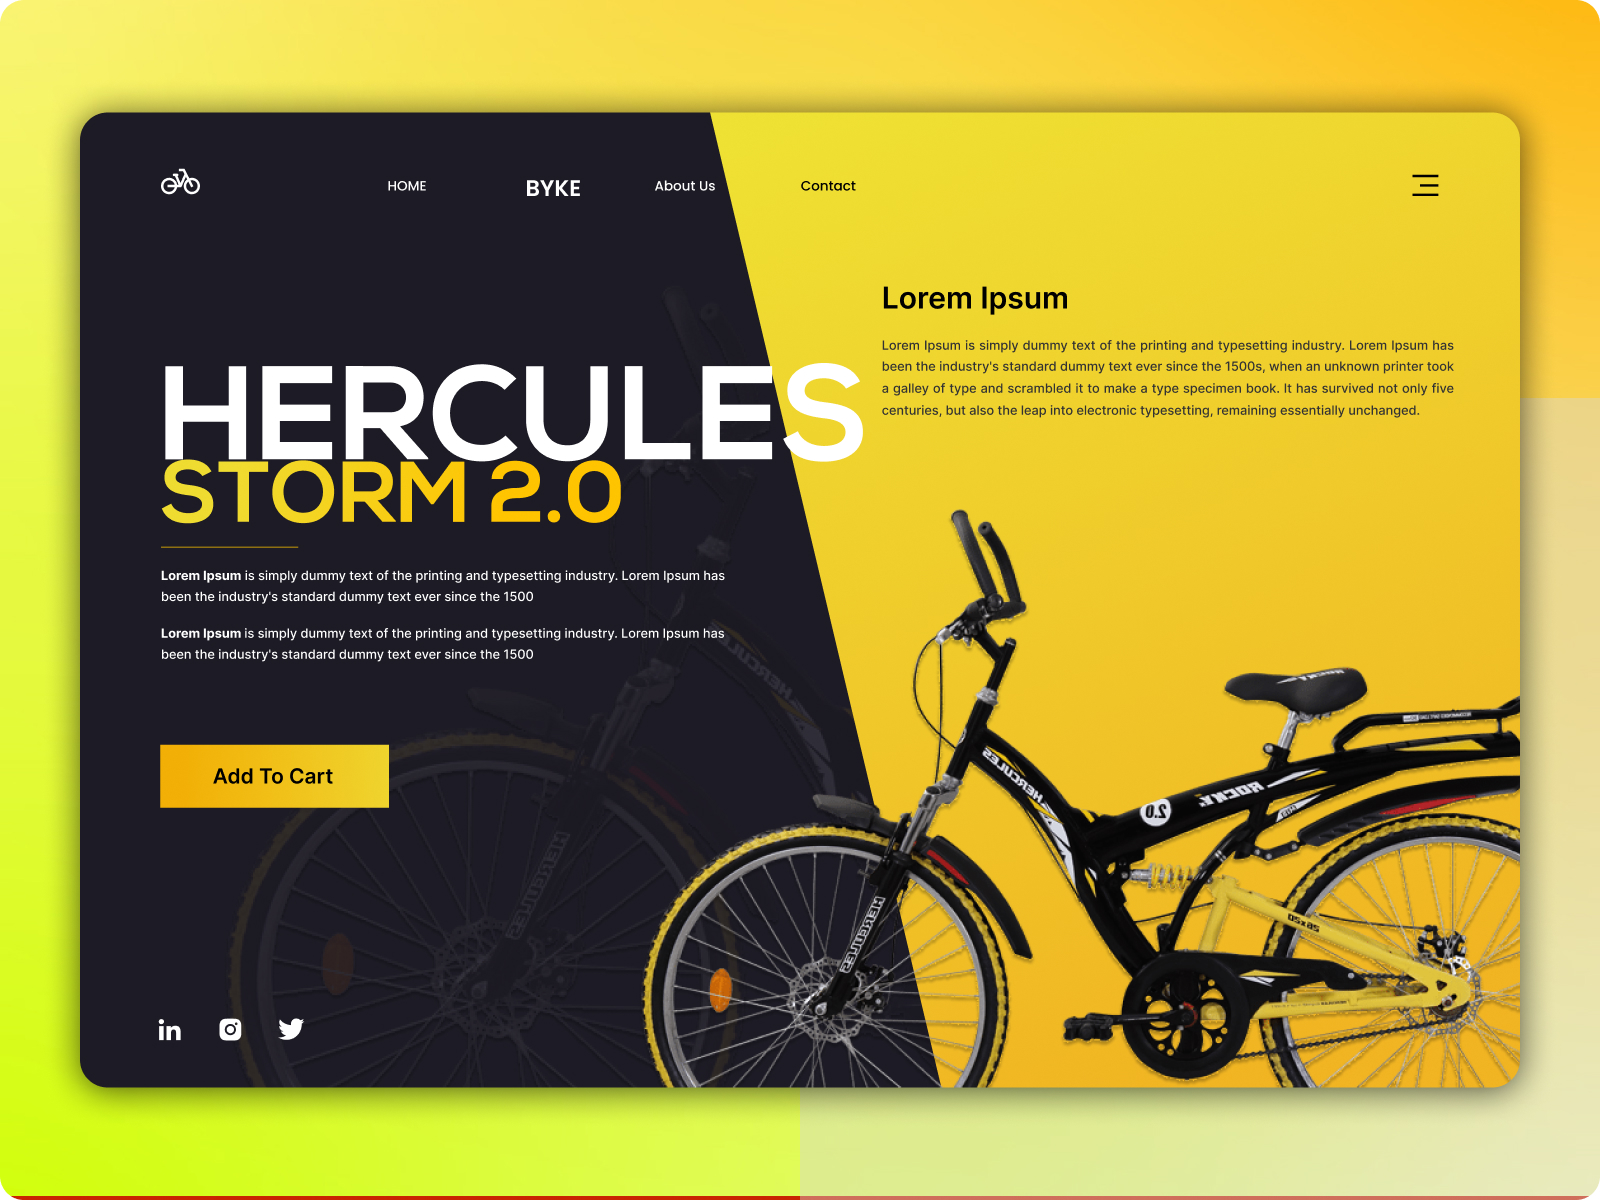 HOME BYKE About Us Contact
HERCULES
STORM 2.0
Lorem Ipsum is simply dummy text of the printing and typesetting industry. Lorem Ipsum has
been the industry's standard dummy text ever since the 1500
Lorem Ipsum is simply dummy text of the printing and typesetting industry. Lorem Ipsum has
been the industry's standard dummy text ever since the 1500
Add To Cart
in
Lorem Ipsum
Lorem Ipsum is simply dummy text of the printing and typesetting industry. Lorem Ipsum has
been the industry's standard dummy text ever since the 1500s, when an unknown printer took
a galley of type and scrambled it to make a type specimen book. It has survived not only five
centuries, but also the leap into electronic typesetting, remaining essentially unchanged.
HERCULES
2.0
HERCULES